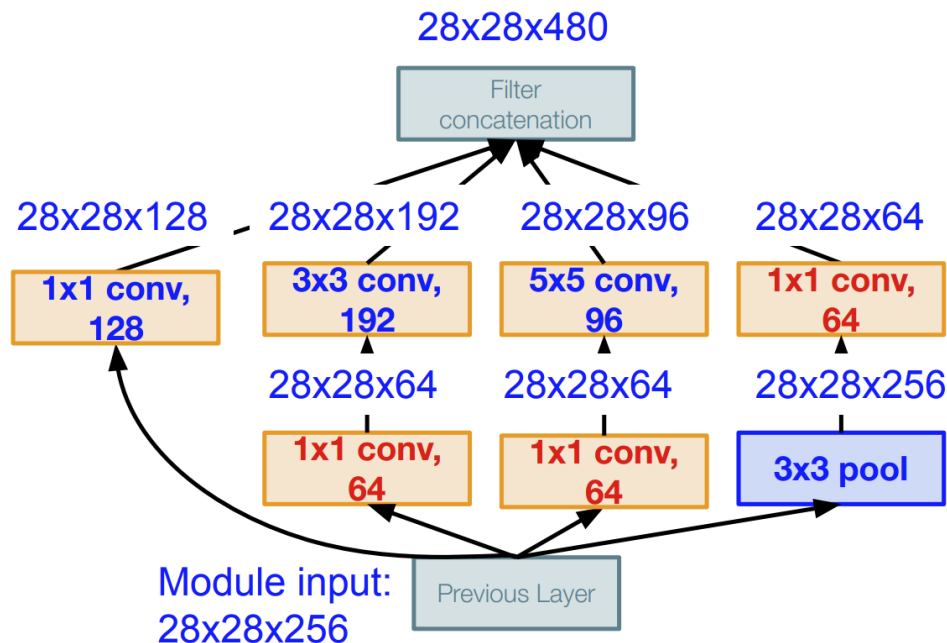 28x28x480
Filter
concatenation
28x28x128
28x28x192
28x28x96
28x28x64
1x1 conv,
128
3x3 conv,
192
5x5 conv,
96
1x1 conv,
64
28x28x64
28x28x64
28x28x256
1x1 conv,
64
1x1 conv,
64
3x3 pool
Module input:
28x28x256
Previous Layer